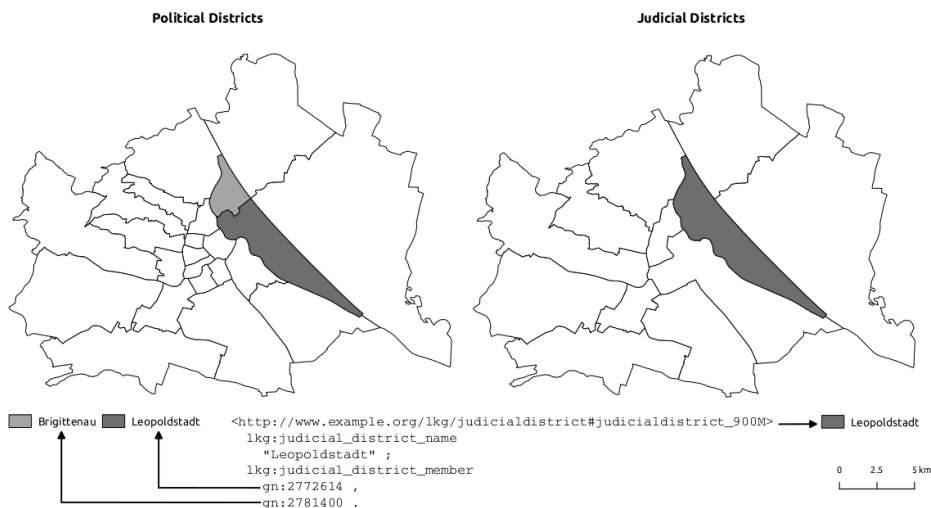 Political Districts
Judicial Districts
Brigittenau
Leopoldstadt
<http://www.example.org/lkg/judicialdistrict#judicialdistrict_900M>
lkg:judicial_district_name
"Leopoldstadt" ;
lkg:judicial_district_member
gn:2772614 ,
gn:2781400 .
Leopoldstadt
0 2.5 5 km